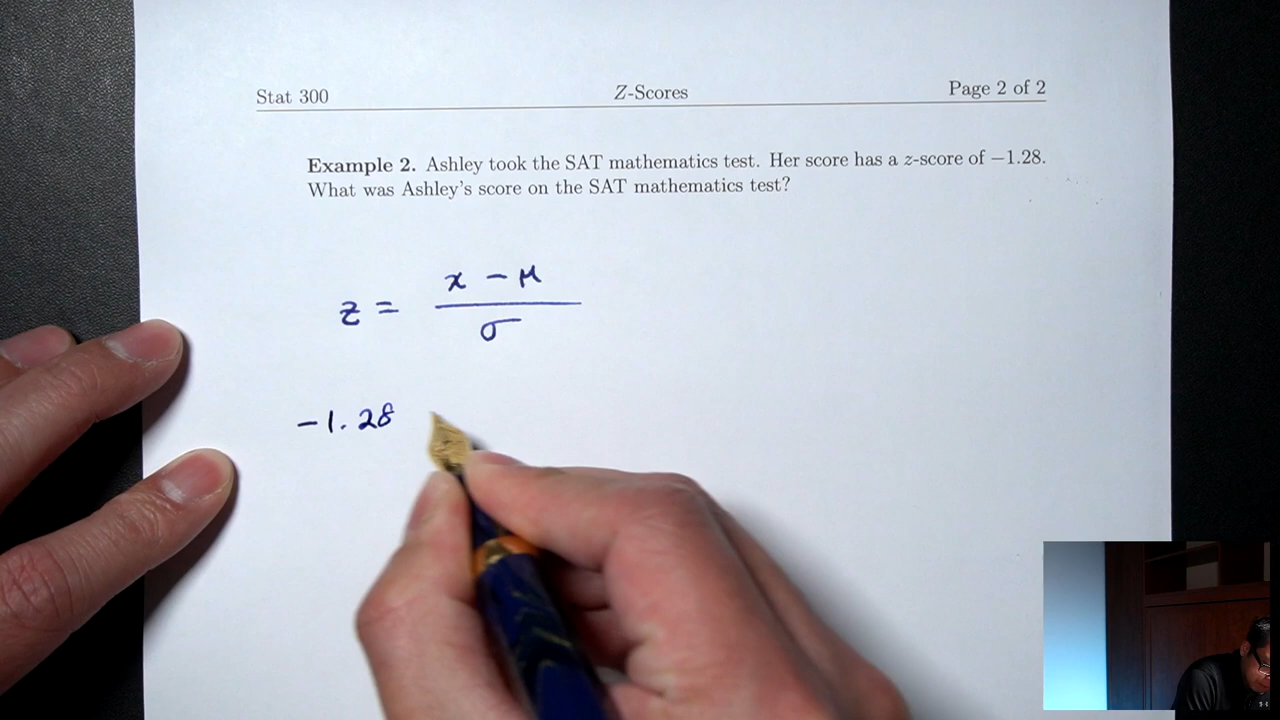 Stat 300 Z-Scores Page 2 of 2
Example 2. Ashley took the SAT mathematics test. Her score has a z-score of −1.28.
What was Ashley's score on the SAT mathematics test?
z = x − μ / σ
−1.28